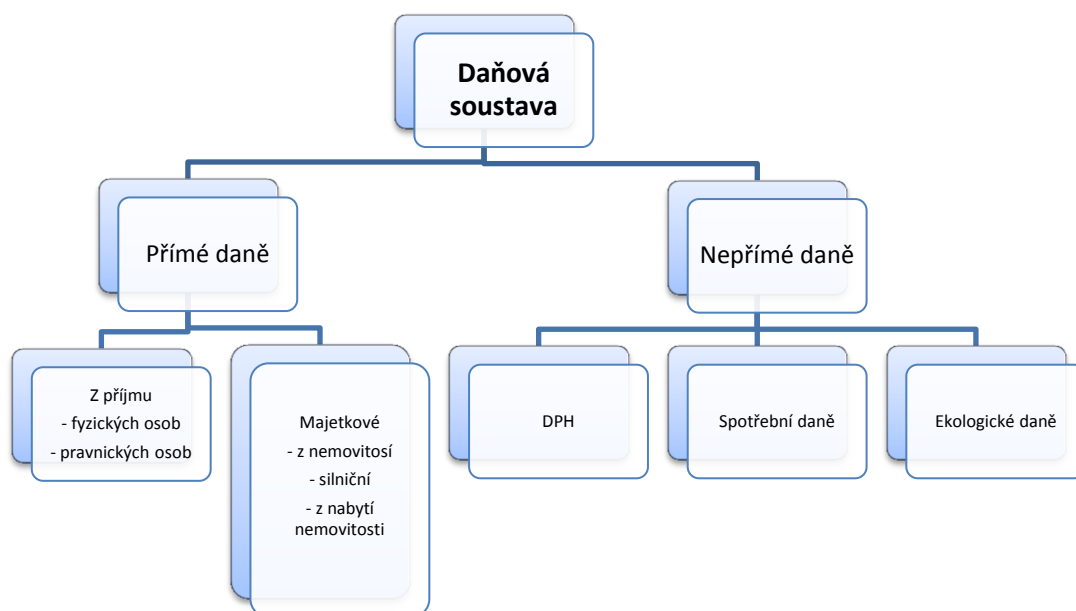 Daňová
soustava
Přímé daně
Nepřímé daně
Z příjmu
- fyzických osob
- pravnických osob
Majetkové
- z nemovitosí
- silniční
- z nabytí
nemovitosti
DPH
Spotřební daně
Ekologické daně